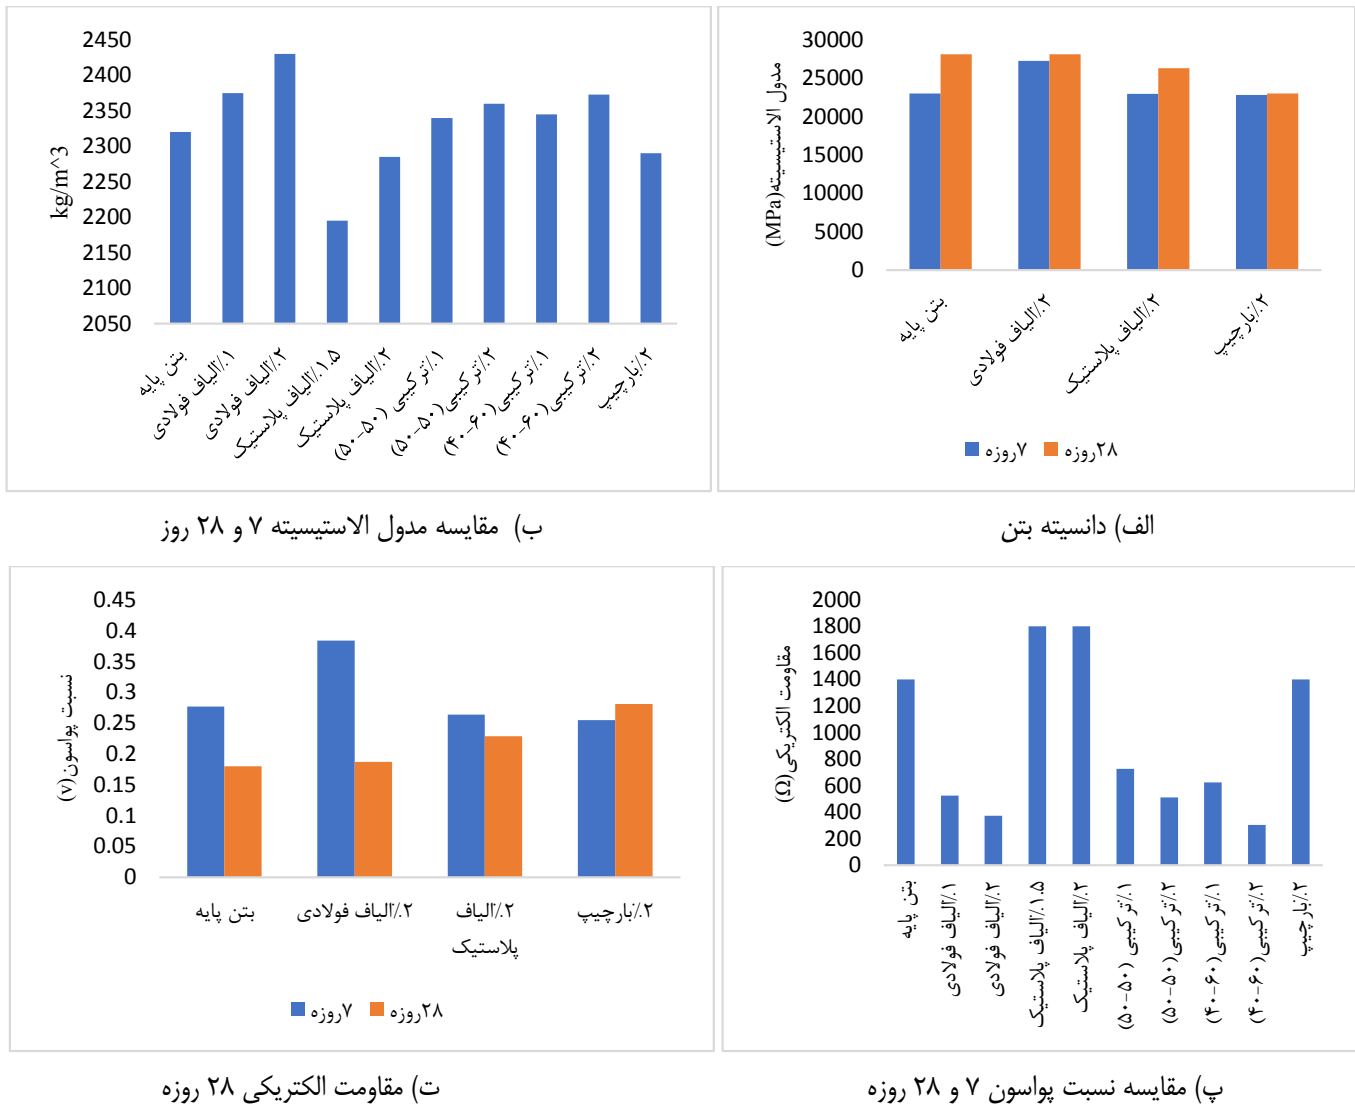 30000
25000
20000
15000
10000
5000
0
مدول الاستیسیته(MPa)
بتن پایه
۲٪الیاف فولادی
۲٪الیاف پلاستیک
۲٪بارچیپ
۷روزه
۲۸روزه
الف) دانسیته بتن
2450
2400
2350
2300
2250
2200
2150
2100
2050
kg/m^3
بتن پایه
۱٪الیاف فولادی
۲٪الیاف فولادی
۱.۵٪الیاف پلاستیک
۲٪الیاف پلاستیک
۱٪ترکیبی (۵۰-۵۰)
۲٪ترکیبی(۵۰-۵۰)
۱٪ترکیبی(۶۰-۴۰)
۲٪ترکیبی(۶۰-۴۰)
۲٪بارچیپ
ب) مقایسه مدول الاستیسیته ۷ و ۲۸ روز
2000
1800
1600
1400
1200
1000
800
600
400
200
0
مقاومت الکتریکی(Ω)
بتن پایه
۱٪الیاف فولادی
۲٪الیاف فولادی
۱.۵٪الیاف پلاستیک
۲٪الیاف پلاستیک
۱٪ترکیبی (۵۰-۵۰)
۲٪ترکیبی(۵۰-۵۰)
۱٪ترکیبی(۶۰-۴۰)
۲٪ترکیبی(۶۰-۴۰)
۲٪بارچیپ
پ) مقایسه نسبت پواسون ۷ و ۲۸ روزه
0.45
0.4
0.35
0.3
0.25
0.2
0.15
0.1
0.05
0
نسبت پواسون(v)
بتن پایه
۲٪الیاف فولادی
۲٪الیاف
پلاستیک
۲٪بارچیپ
۷روزه
۲۸روزه
ت) مقاومت الکتریکی ۲۸ روزه